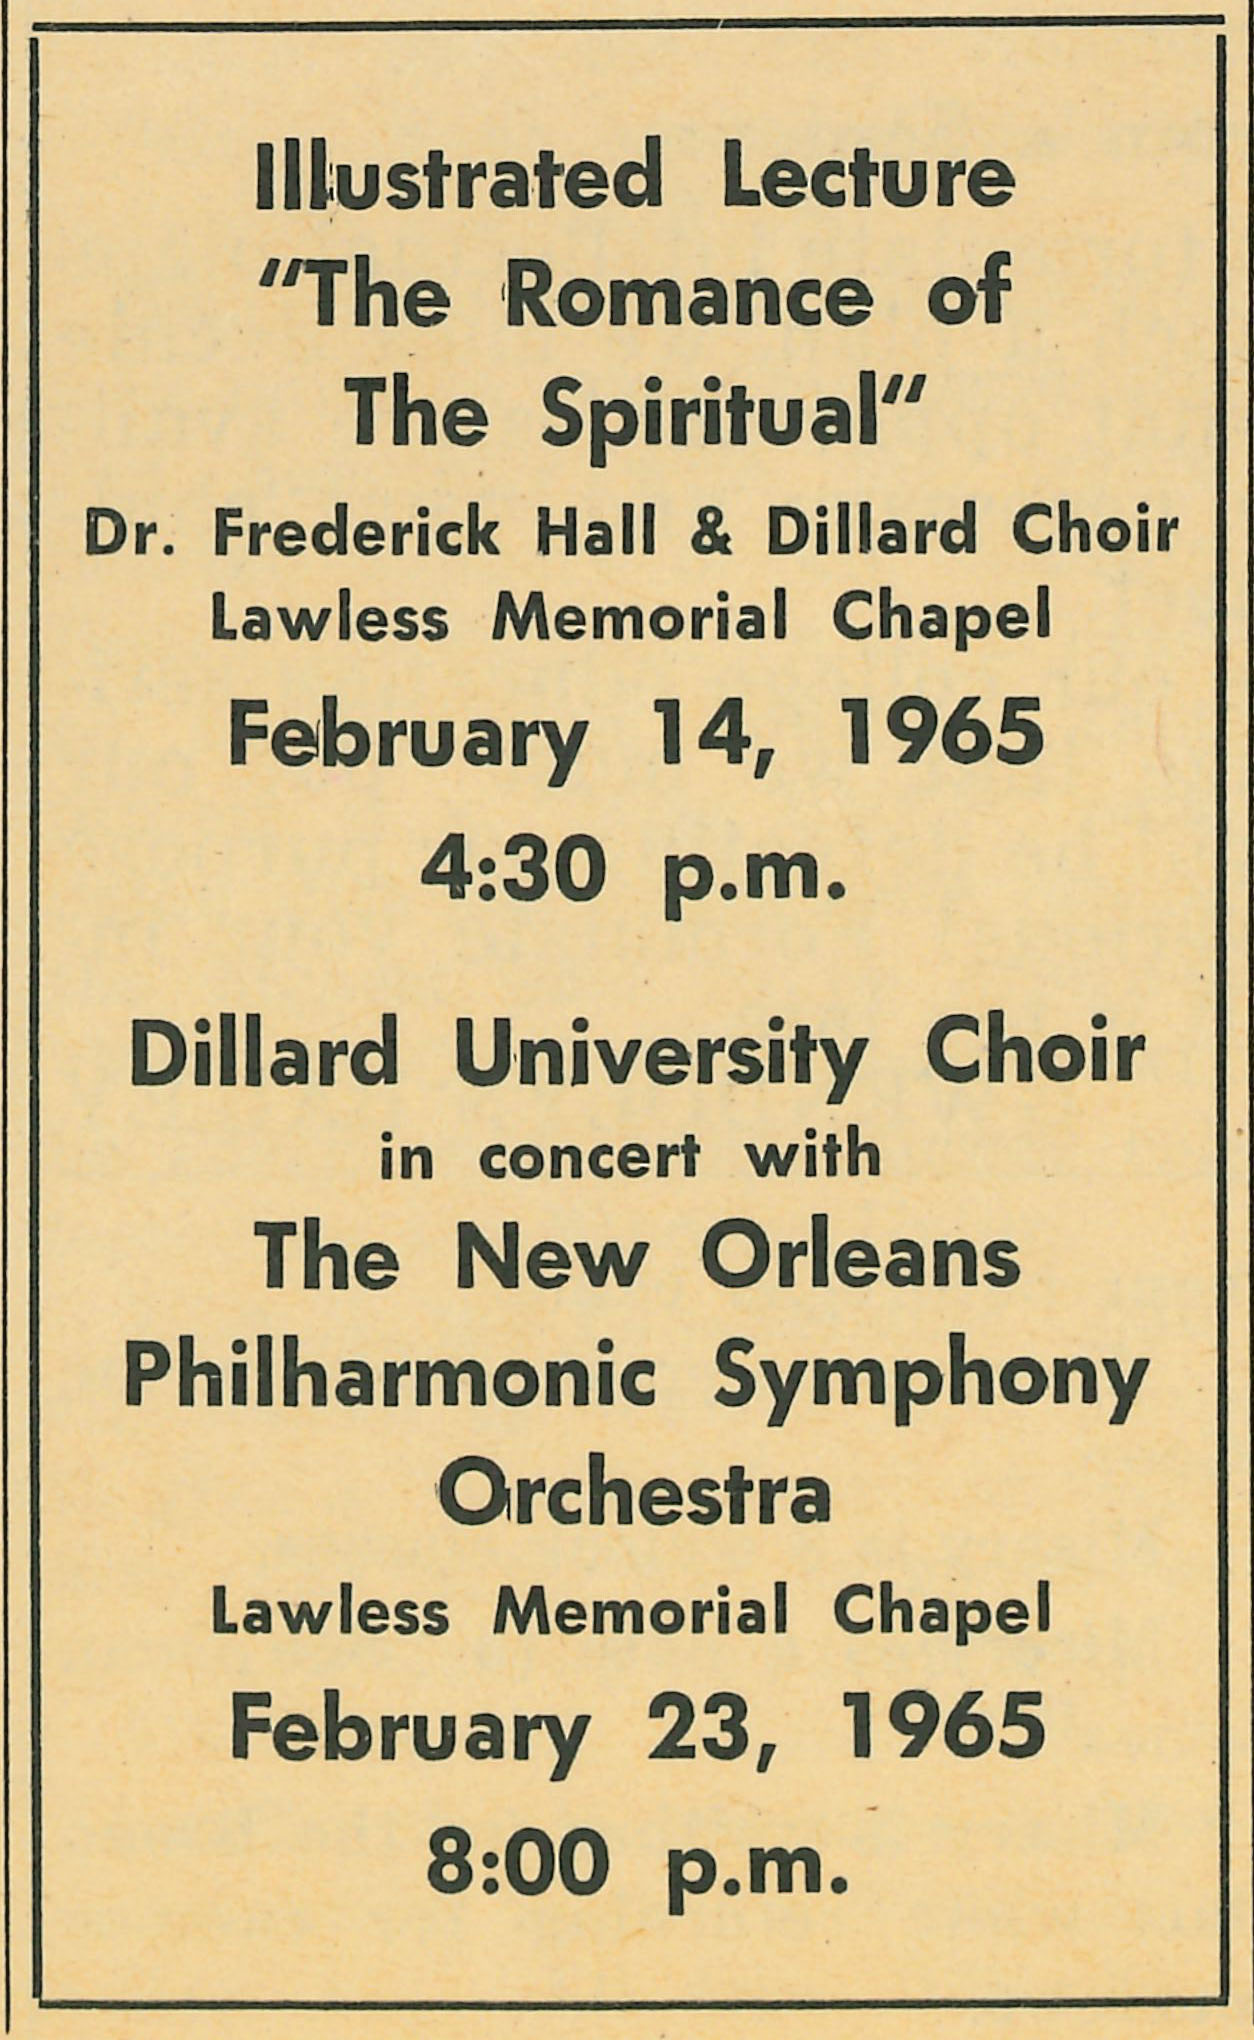 Illustrated Lecture
"The Romance of
The Spiritual"
Dr. Frederick Hall & Dillard Choir
Lawless Memorial Chapel
February 14, 1965
4:30 p.m.
Dillard University Choir
in concert with
The New Orleans
Philharmonic Symphony
Orchestra
Lawless Memorial Chapel
February 23, 1965
8:00 p.m.